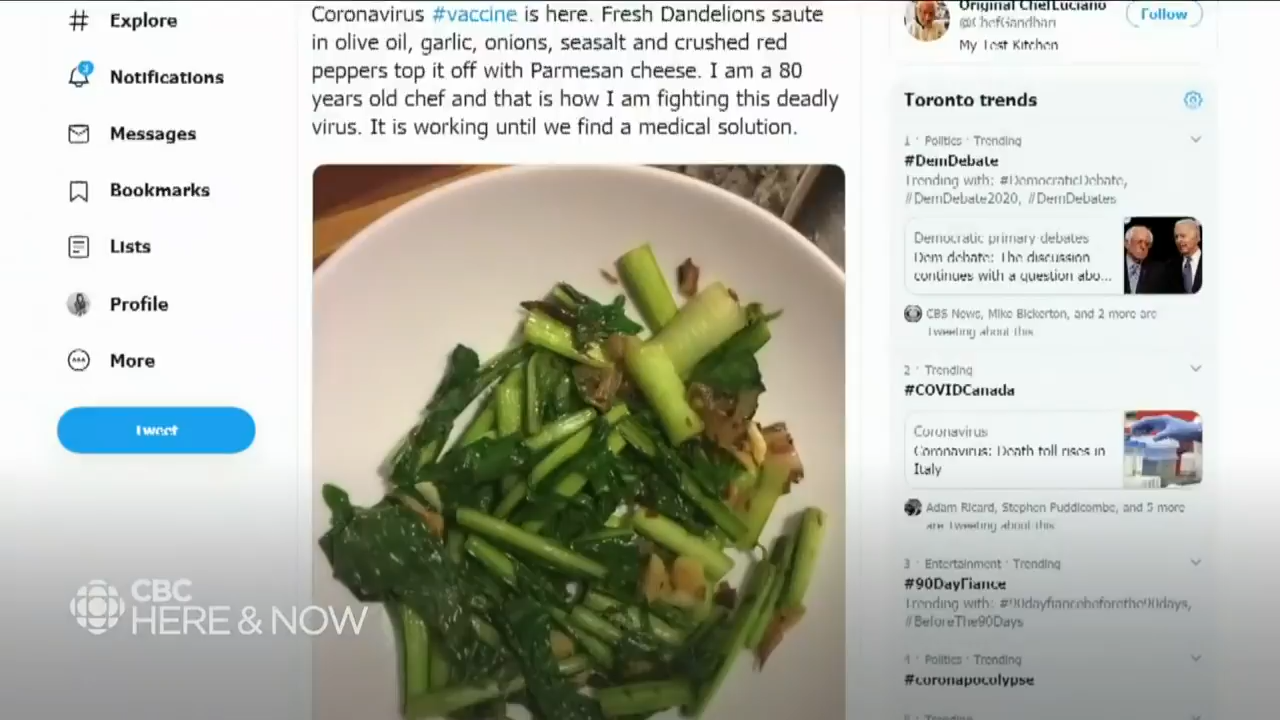 Explore
Notifications
Messages
Bookmarks
Lists
Profile
More
Tweet
Coronavirus #vaccine is here. Fresh Dandelions saute
in olive oil, garlic, onions, seasalt and crushed red
peppers top it off with Parmesan cheese. I am a 80
years old chef and that is how I am fighting this deadly
virus. It is working until we find a medical solution.
Original ChefLuciano
@ChefGandhan
My Test Kitchen
Follow
Toronto trends
1 · Politics · Trending
#DemDebate
Trending with: #DemocraticDebate,
#DemDebate2020, #DemDebates
Democratic primary debates
Dem debate: The discussion
continues with a question abo...
CBS News, Mike Bickerton, and 2 more are
Tweeting about this
2 · Trending
#COVIDCanada
Coronavirus
Coronavirus: Death toll rises in
Italy
Adam Ricard, Stephen Puddicombe, and 5 more
are Tweeting about this
3 · Entertainment · Trending
#90DayFiance
Trending with: #90dayfiancebeforethe90days,
#BeforeThe90Days
4 · Politics · Trending
#coronapocolypse
Trending
CBC
HERE & NOW